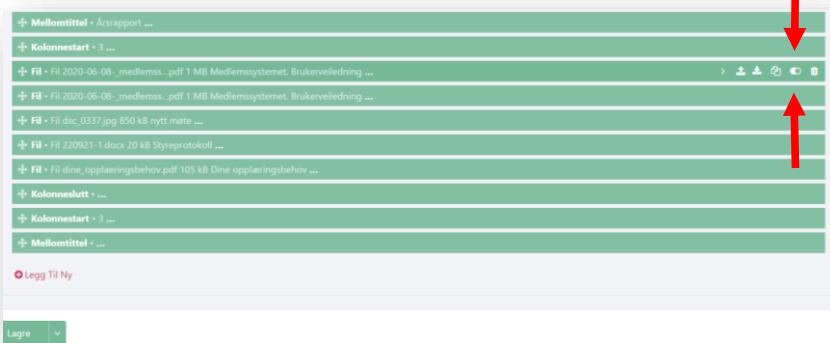 Mellomtittel • Årsrapport ...
Kolonnestart • 3 ...
Fil • Fil 2020-06-08-_medlemss...pdf 1 MB Medlemssystemet. Brukerveiledning ...
Fil • Fil 2020-06-08-_medlemss...pdf 1 MB Medlemssystemet. Brukerveiledning ...
Fil • Fil dsc_0337.jpg 850 kB nytt møte ...
Fil • Fil 220921-1.docx 20 kB Styreprotokoll ...
Fil • Fil dine_opplaeringsbehov.pdf 105 kB Dine opplæringsbehov ...
Kolonneslutt • ...
Kolonnestart • 3 ...
Mellomtittel • ...
Legg Til Ny
Lagre